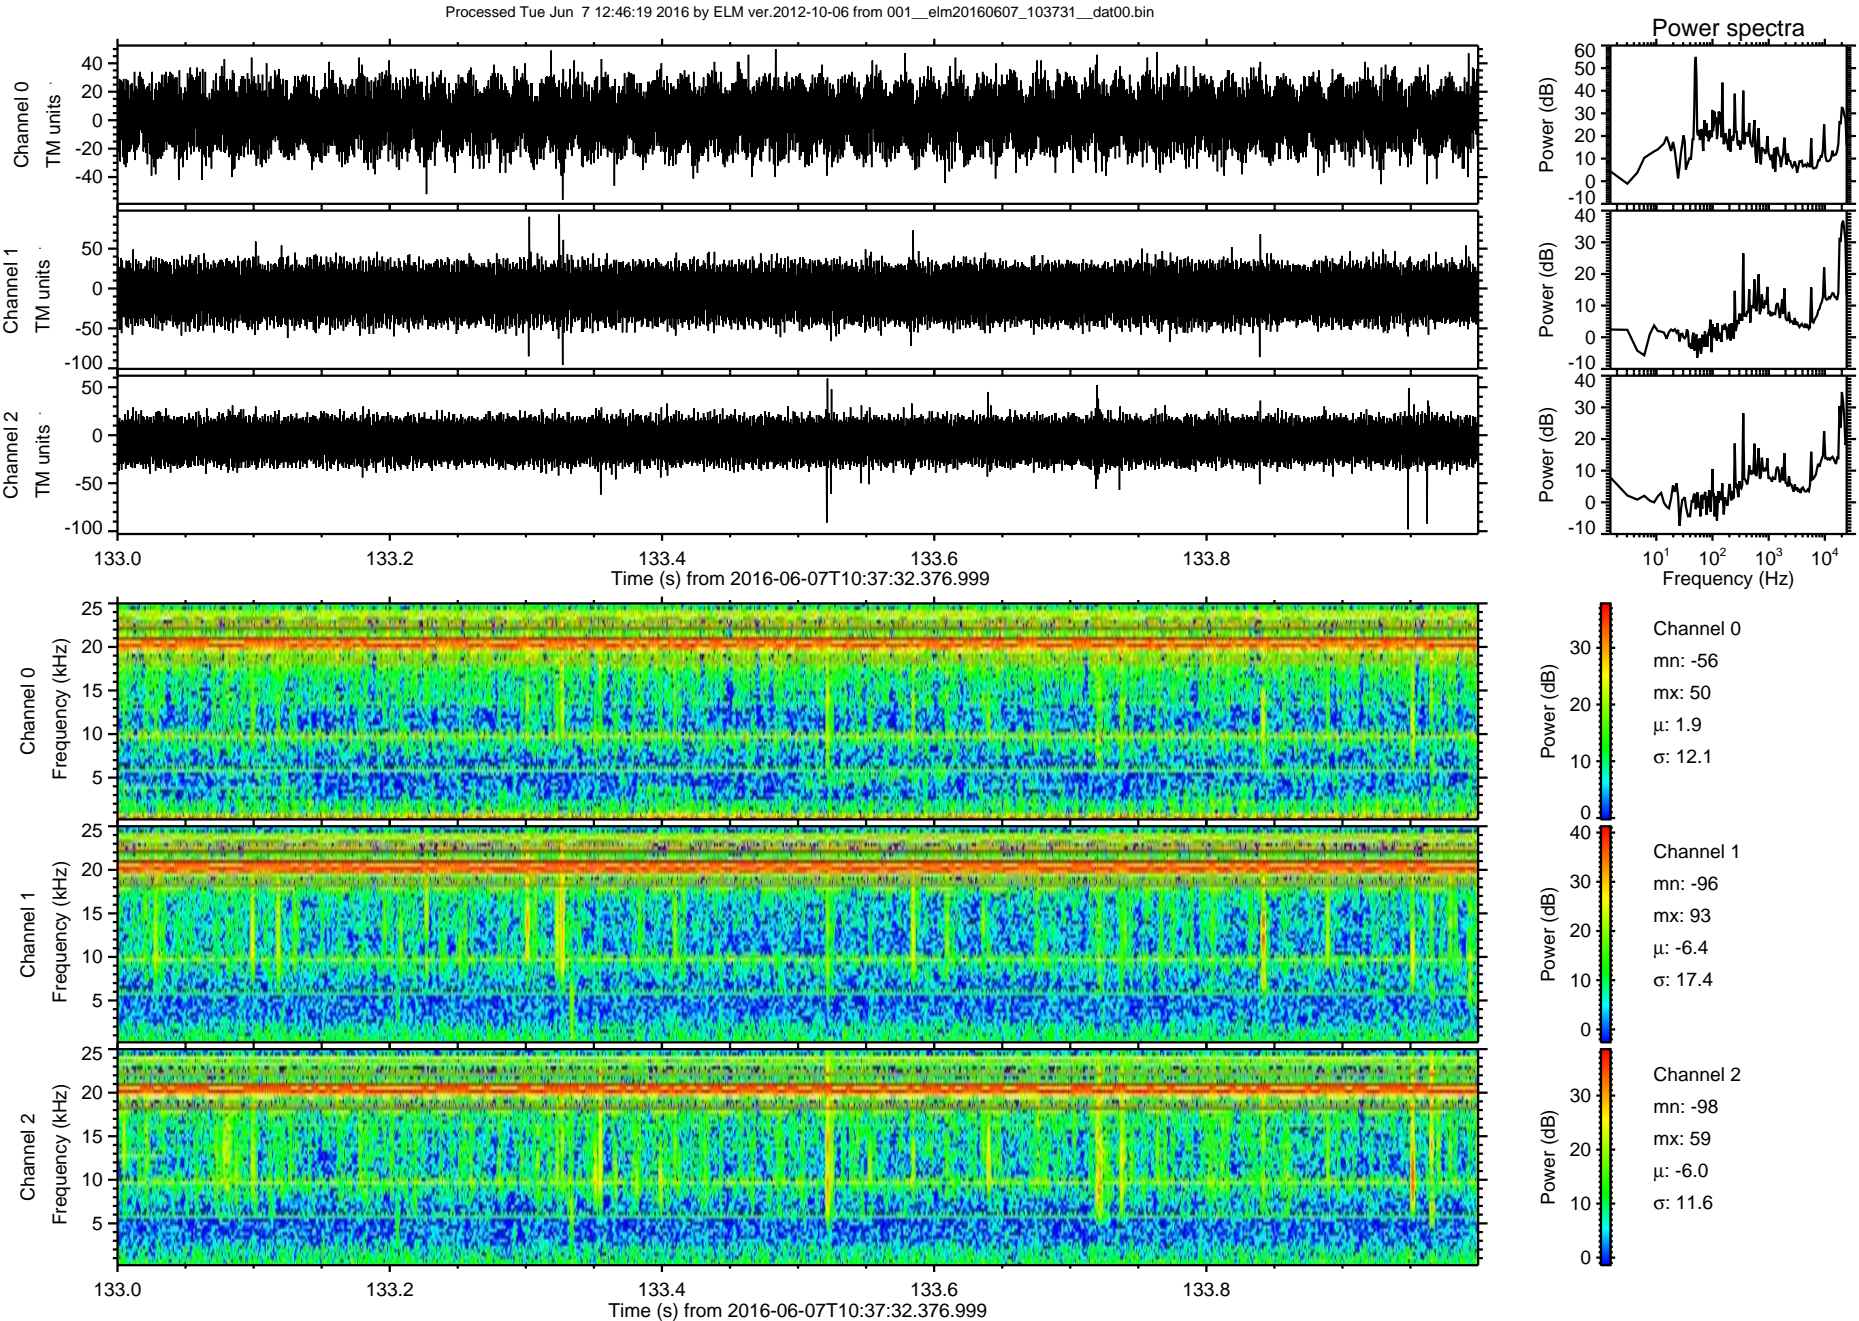 Processed Tue Jun  7 12:46:19 2016 by ELM ver.2012-10-06 from 001__elm20160607_103731__dat00.bin
Power spectra
Channel 0
TM units
40
20
0
-20
-40
Power (dB)
60
50
40
30
20
10
0
-10
Channel 1
TM units
50
0
-50
-100
Power (dB)
40
30
20
10
0
-10
Channel 2
TM units
50
0
-50
-100
Power (dB)
40
30
20
10
0
-10
133.0 133.2 133.4 133.6 133.8
Time (s) from 2016-06-07T10:37:32.376.999
10^1 10^2 10^3 10^4
Frequency (Hz)
Channel 0
Frequency (kHz)
25
20
15
10
5
Power (dB)
30
20
10
0
Channel 0
mn: -56
mx: 50
µ: 1.9
σ: 12.1
Channel 1
Frequency (kHz)
25
20
15
10
5
Power (dB)
40
30
20
10
0
Channel 1
mn: -96
mx: 93
µ: -6.4
σ: 17.4
Channel 2
Frequency (kHz)
25
20
15
10
5
Power (dB)
30
20
10
0
Channel 2
mn: -98
mx: 59
µ: -6.0
σ: 11.6
133.0 133.2 133.4 133.6 133.8
Time (s) from 2016-06-07T10:37:32.376.999